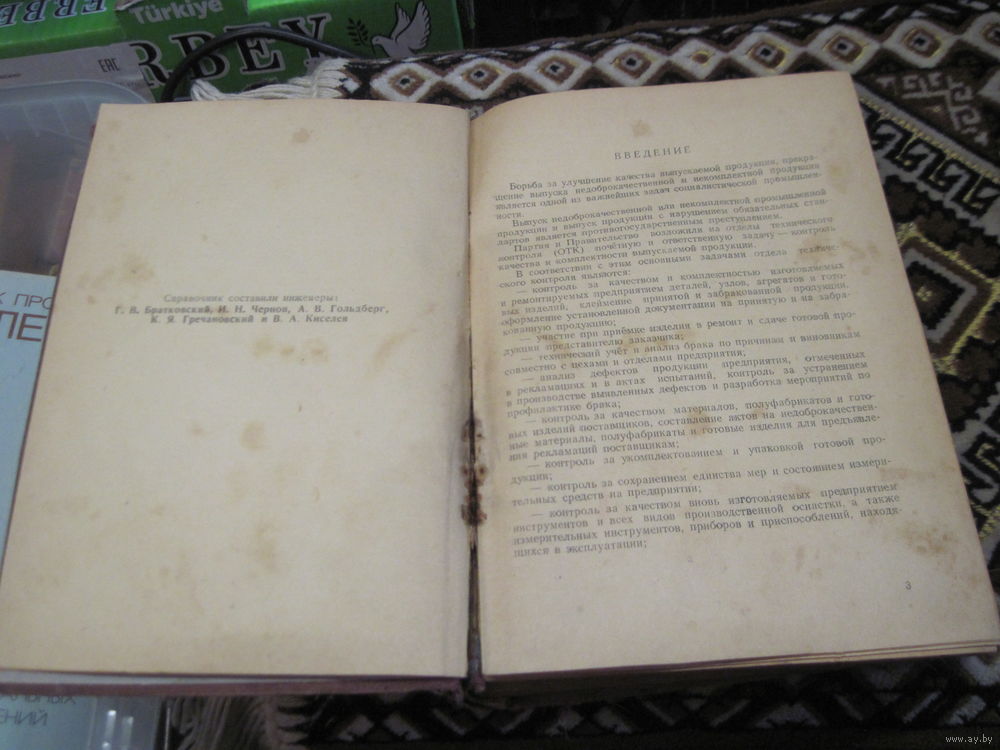 Türkiye
ERBEY
RBEY
EAC
Справочник составили инженеры:
Г. В. Братковский, И. Н. Чернов, А. В. Гольдберг,
К. Я. Гречановский и В. А. Киселев
ВВЕДЕНИЕ
Борьба за улучшение качества выпускаемой продукции, прекра-
щение выпуска недоброкачественной и некомплектной продукции
является одной из важнейших задач социалистической промышлен-
ности.
Выпуск недоброкачественной или некомплектной промышленной
продукции и выпуск продукции с нарушением обязательных стан-
дартов является противогосударственным преступлением.
Партия и Правительство возложили на отделы технического
контроля (ОТК) почётную и ответственную задачу — контроль
качества и комплектности выпускаемой продукции.
В соответствии с этим основными задачами отдела техниче-
ского контроля являются:
— контроль за качеством и комплектностью изготовляемых
и ремонтируемых предприятием деталей, узлов, агрегатов и гото-
вых изделий, клеймение принятой и забракованной продукции,
оформление установленной документации на принятую и на забра-
кованную продукцию;
— участие при приёмке изделия в ремонт и сдаче готовой про-
дукции представителю заказчика;
— технический учёт и анализ брака по причинам и виновникам
совместно с цехами и отделами предприятия;
— анализ дефектов продукции предприятия, отмеченных
в рекламациях и в актах испытаний, контроль за устранением
в производстве выявленных дефектов и разработка мероприятий по
профилактике брака;
— контроль за качеством материалов, полуфабрикатов и гото-
вых изделий поставщиков, составление актов на недоброкачествен-
ные материалы, полуфабрикаты и готовые изделия для предъявле-
ния рекламаций поставщикам;
— контроль за укомплектованием и упаковкой готовой про-
дукции;
— контроль за сохранением единства мер и состоянием измери-
тельных средств на предприятии;
— контроль за качеством вновь изготовляемых предприятием
инструментов и всех видов производственной оснастки, а также
измерительных инструментов, приборов и приспособлений, находя-
щихся в эксплуатации;
3
К ПРО
ЛЕ
ЕНИЙ
www.ay.by